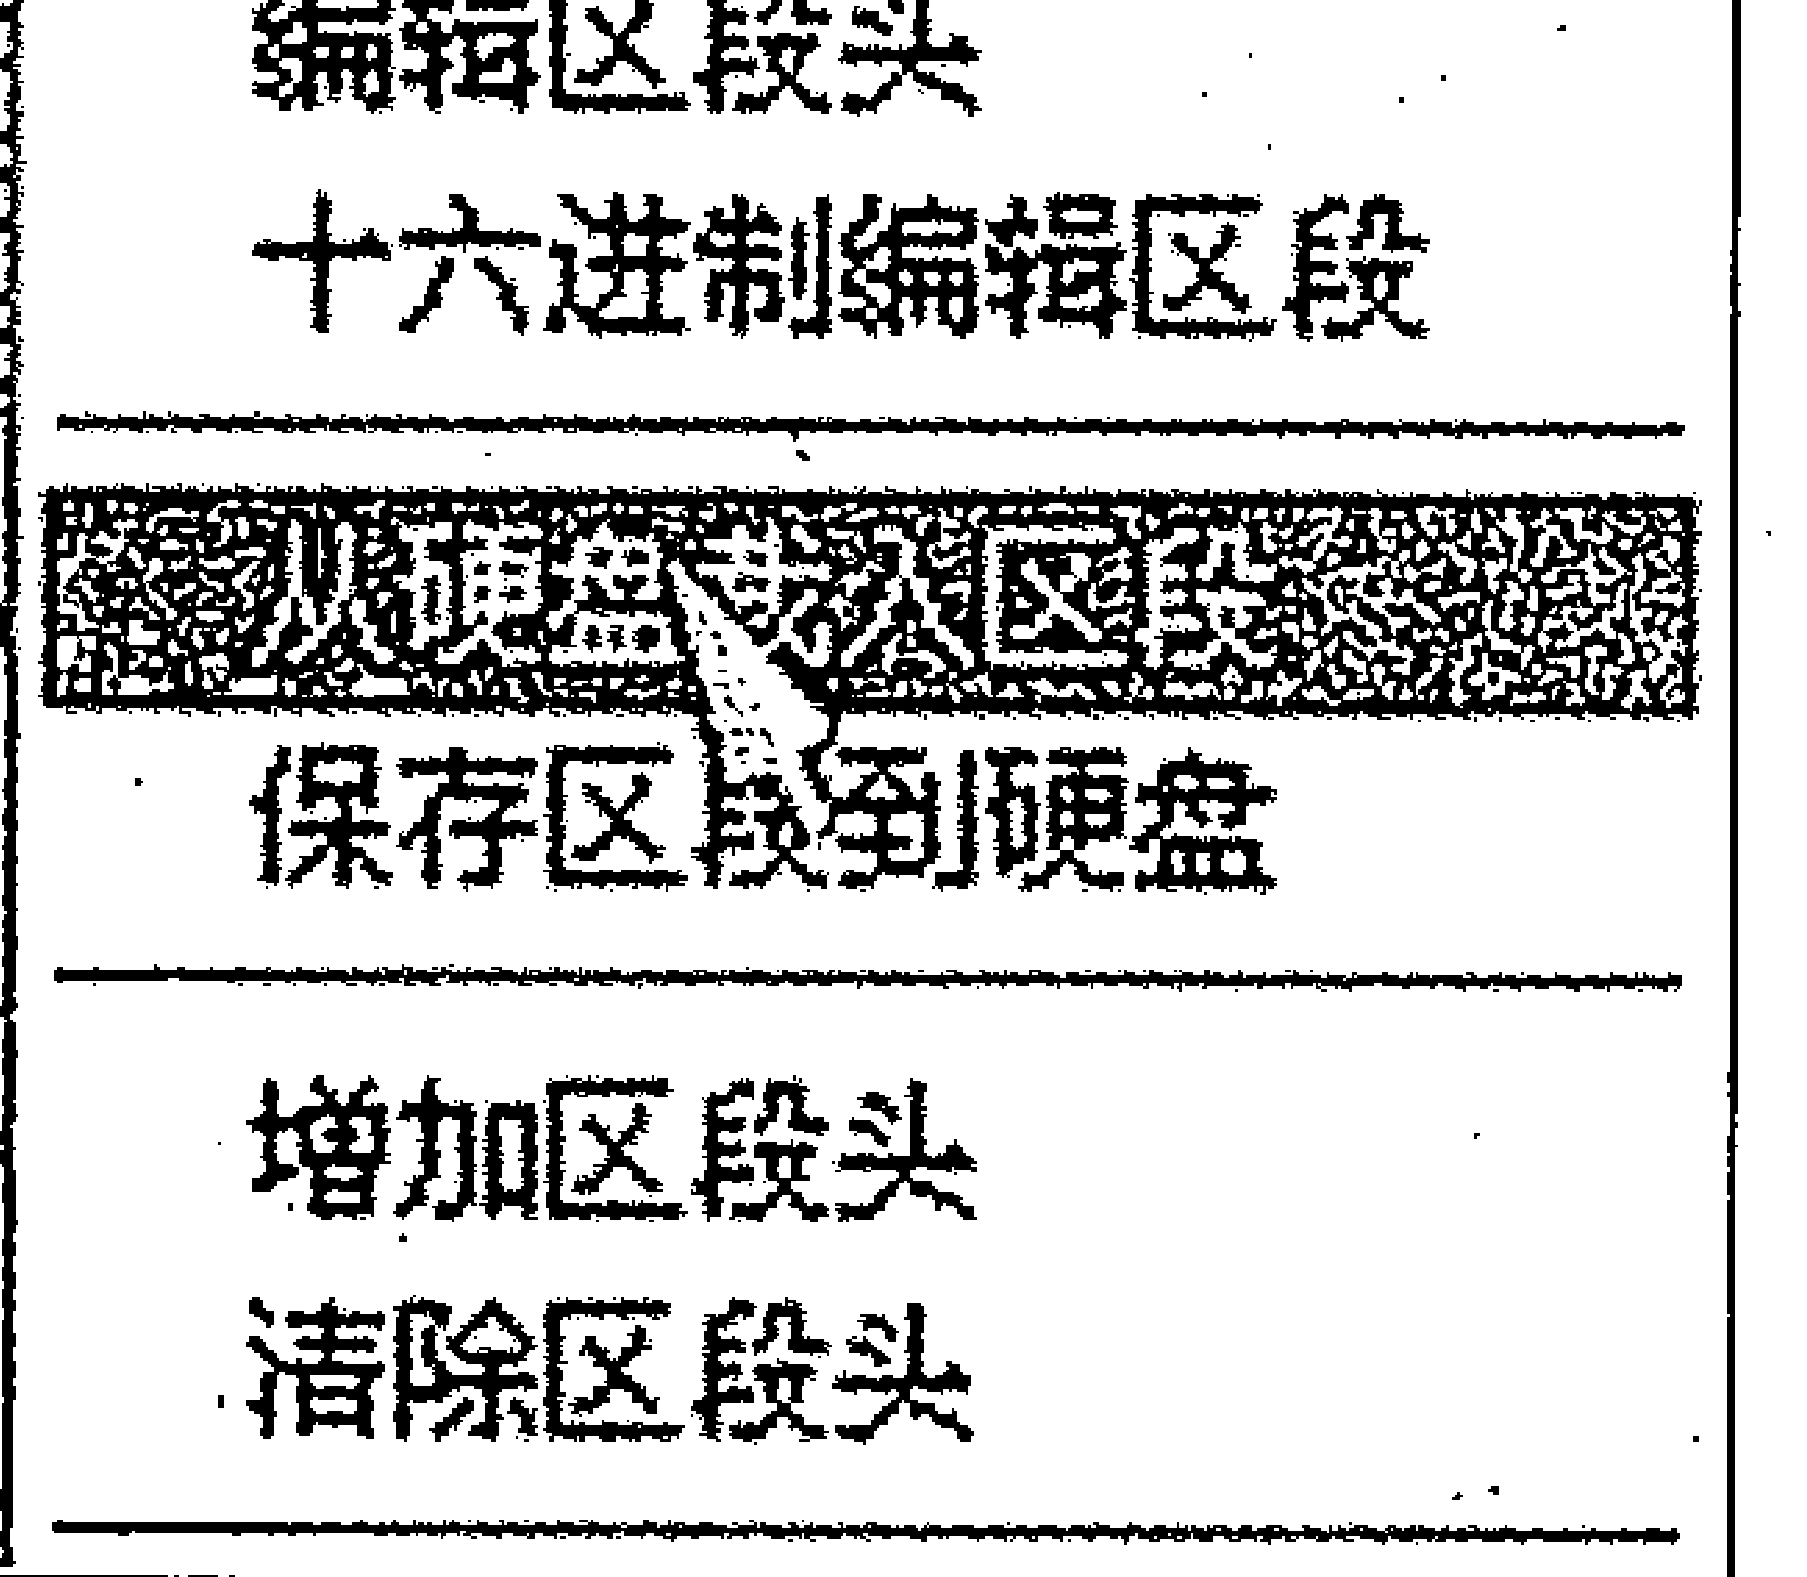 编辑区段头
十六进制编辑区段
从硬盘载入区段
保存区段到硬盘
增加区段头
清除区段头